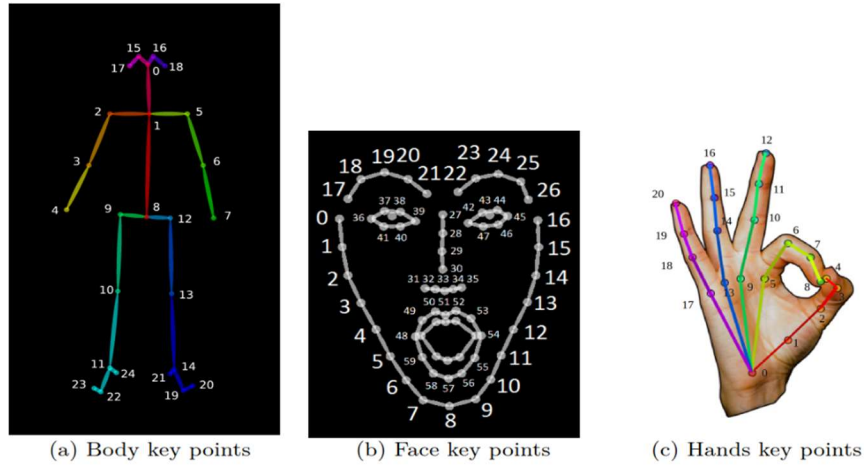 15 16
17 0 18
2 1 5
3 6
4 9 8 12 7
10 13
11 24 14
23 22 21 19 20
(a) Body key points
17 18 19 20 21 22 23 24 25 26
37 38 39 42 43 44 45
0 36 41 40 27 47 46 16
1 28 15
29
2 30 14
31 32 33 34 35
3 50 51 52 13
49 53
4 48 54 12
5 59 55 11
6 58 57 56 10
7 8 9
(b) Face key points
12
16
20 15 11
19 14 10 6 7
18 13 9 5 8 4
17 3
2
1
0
(c) Hands key points